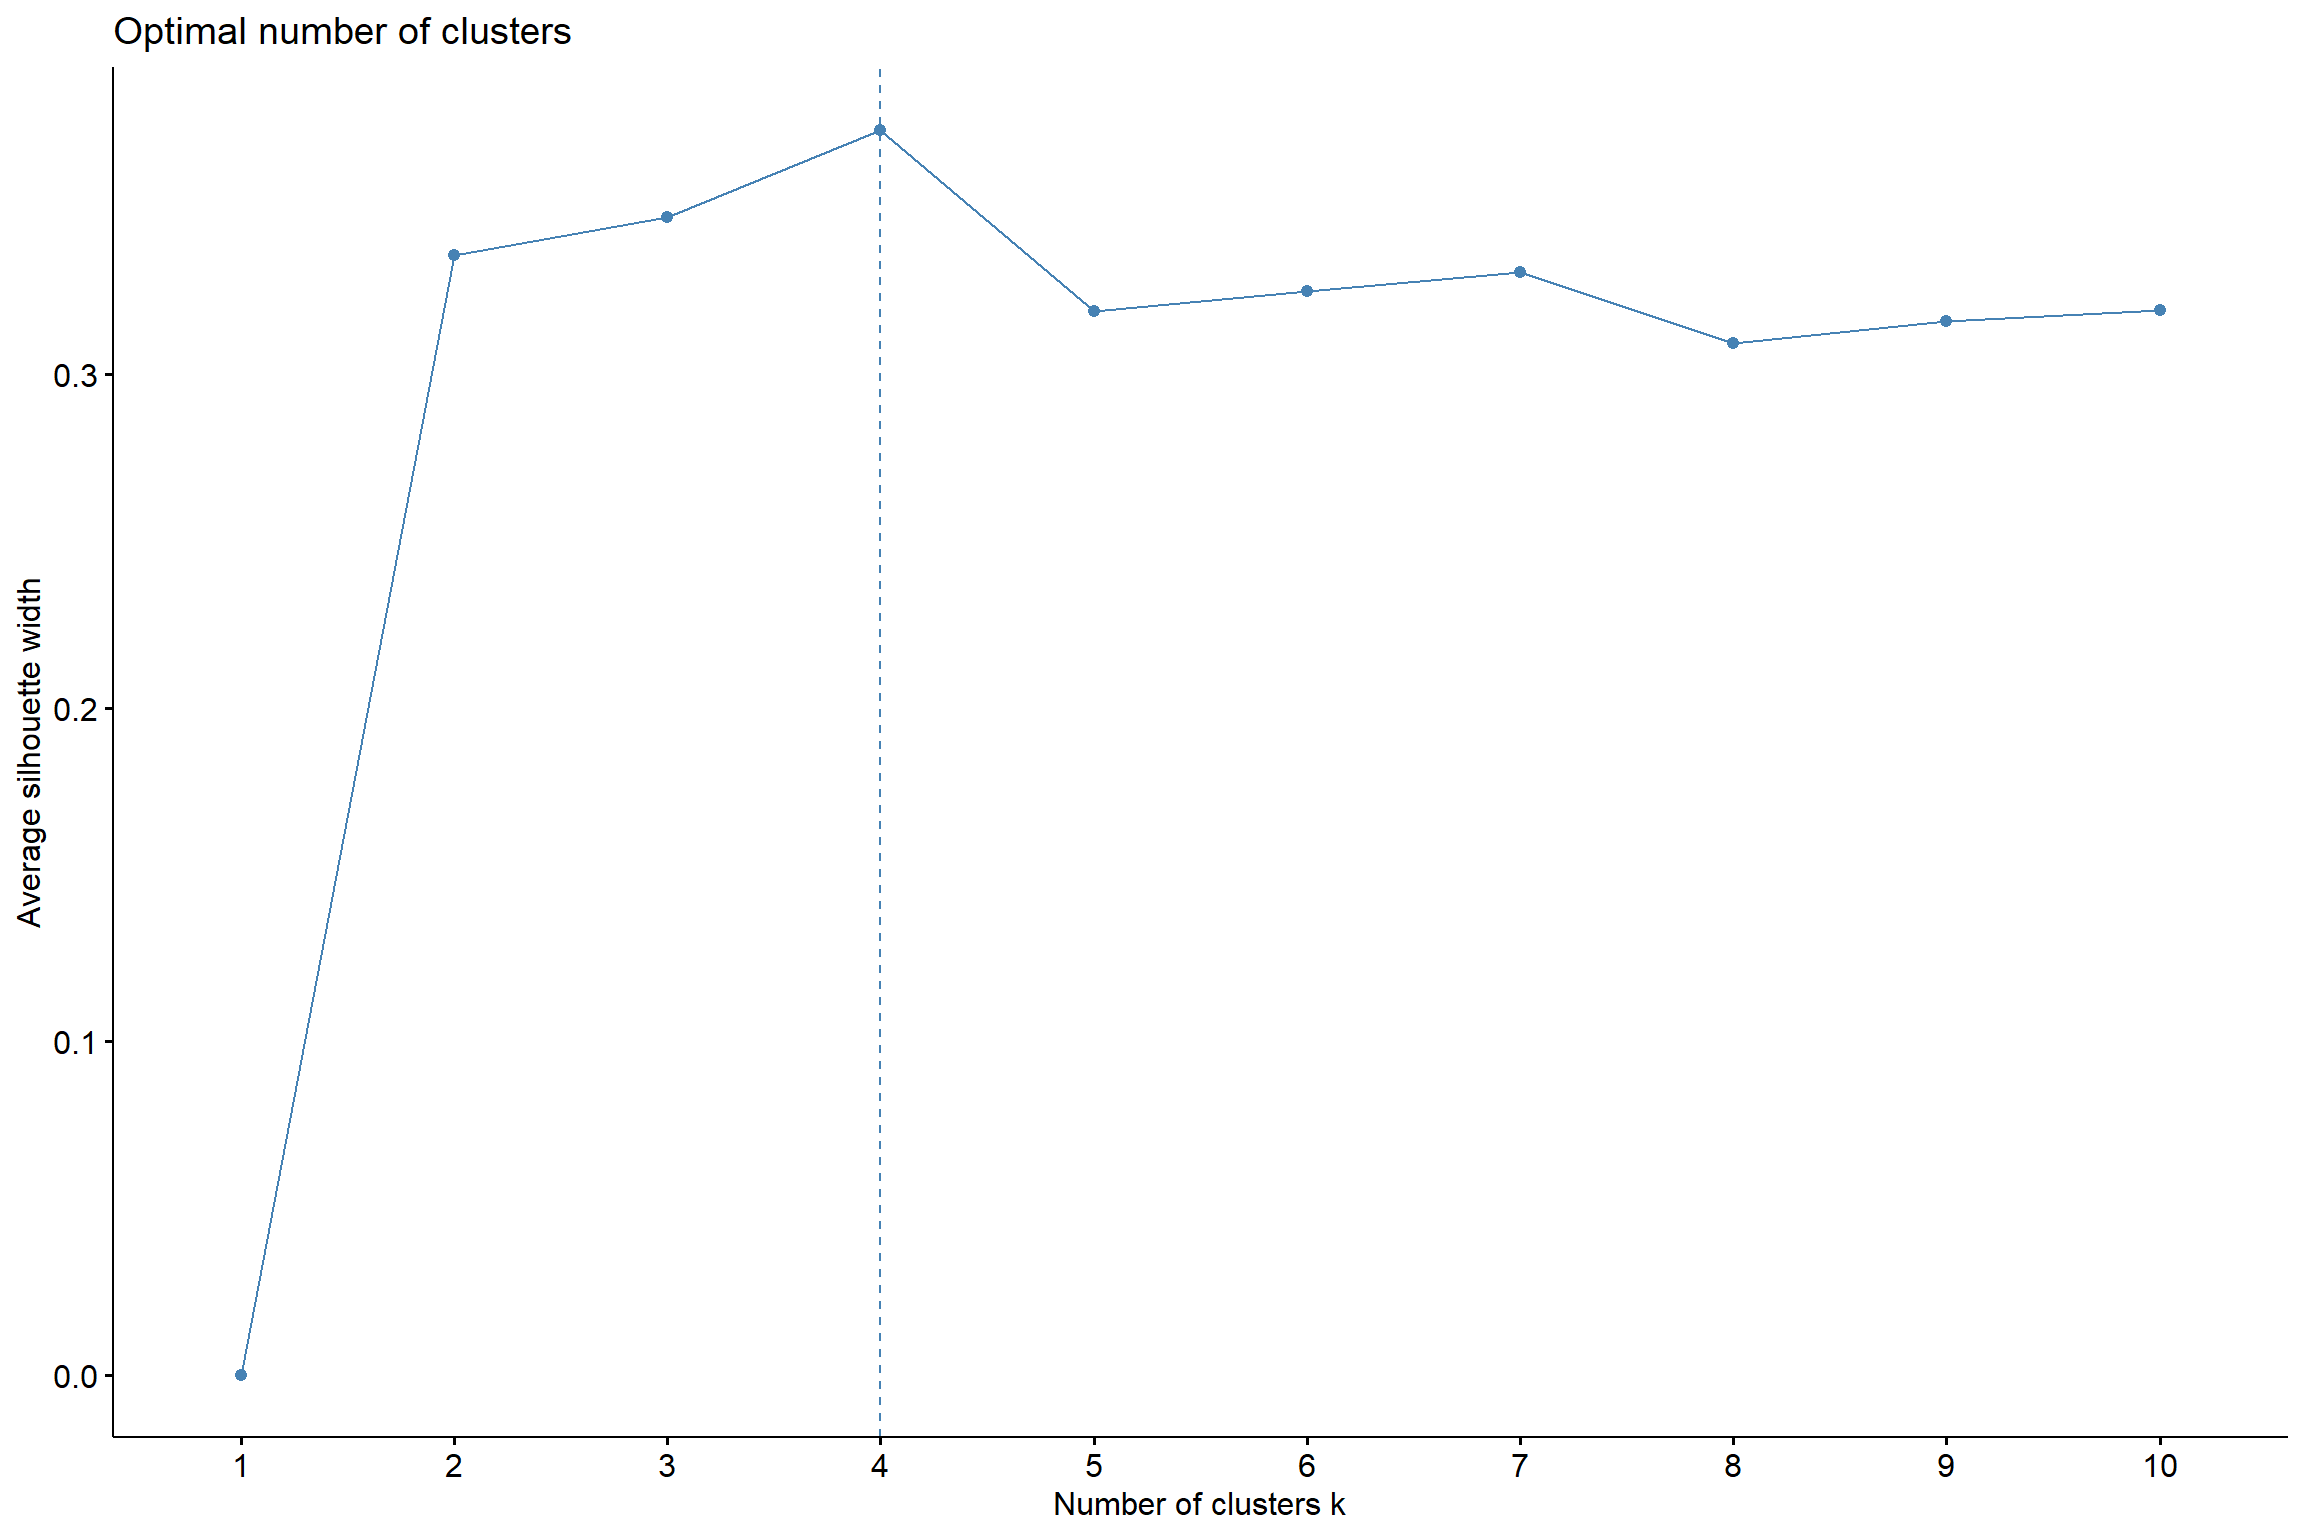 Optimal number of clusters
Average silhouette width
0.3
0.2
0.1
0.0
1 2 3 4 5 6 7 8 9 10
Number of clusters k